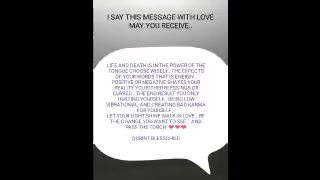 I SAY THIS MESSAGE WITH LOVE
MAY YOU RECEIVE..
LIFE AND DEATH IS IN THE POWER OF THE
TONGUE CHOOSE WISELY.. THE EFFECTS
OF YOUR WORDS THAT IS ENERGY..
POSITIVE OR NEGATIVE SHAPES YOUR
REALITY YOU EITHER BLESSINGS OR
CURSED.. THE END RESULT YOU ONLY
HURTING YOURSELF.. BEING LOW
VIBRATIONAL AND CREATING BAD KARMA
FOR YOURSELF....
LET YOUR LIGHT SHINE WALK IN LOVE.. BE
THE CHANGE YOU WANT TO SEE... AND
PASS THE TORCH ❤❤❤
QUEINT BLESSCHILD